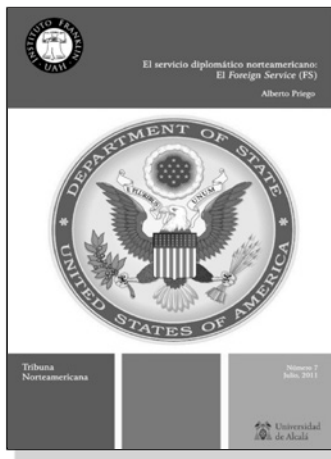 INSTITUTO FRANKLIN
UAH
El servicio diplomático norteamericano:
El Foreign Service (FS)
Alberto Priego
DEPARTMENT OF STATE
E PLURIBUS UNUM
UNITED STATES OF AMERICA
Tribuna
Norteamericana
Número 7
Julio, 2011
Universidad
de Alcalá